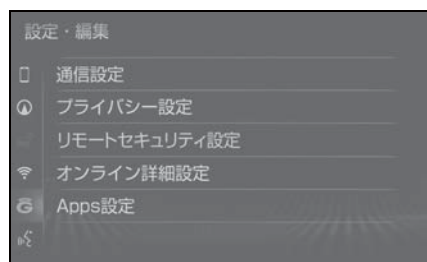 設定・編集
通信設定
プライバシー設定
リモートセキュリティ設定
オンライン詳細設定
G Apps設定